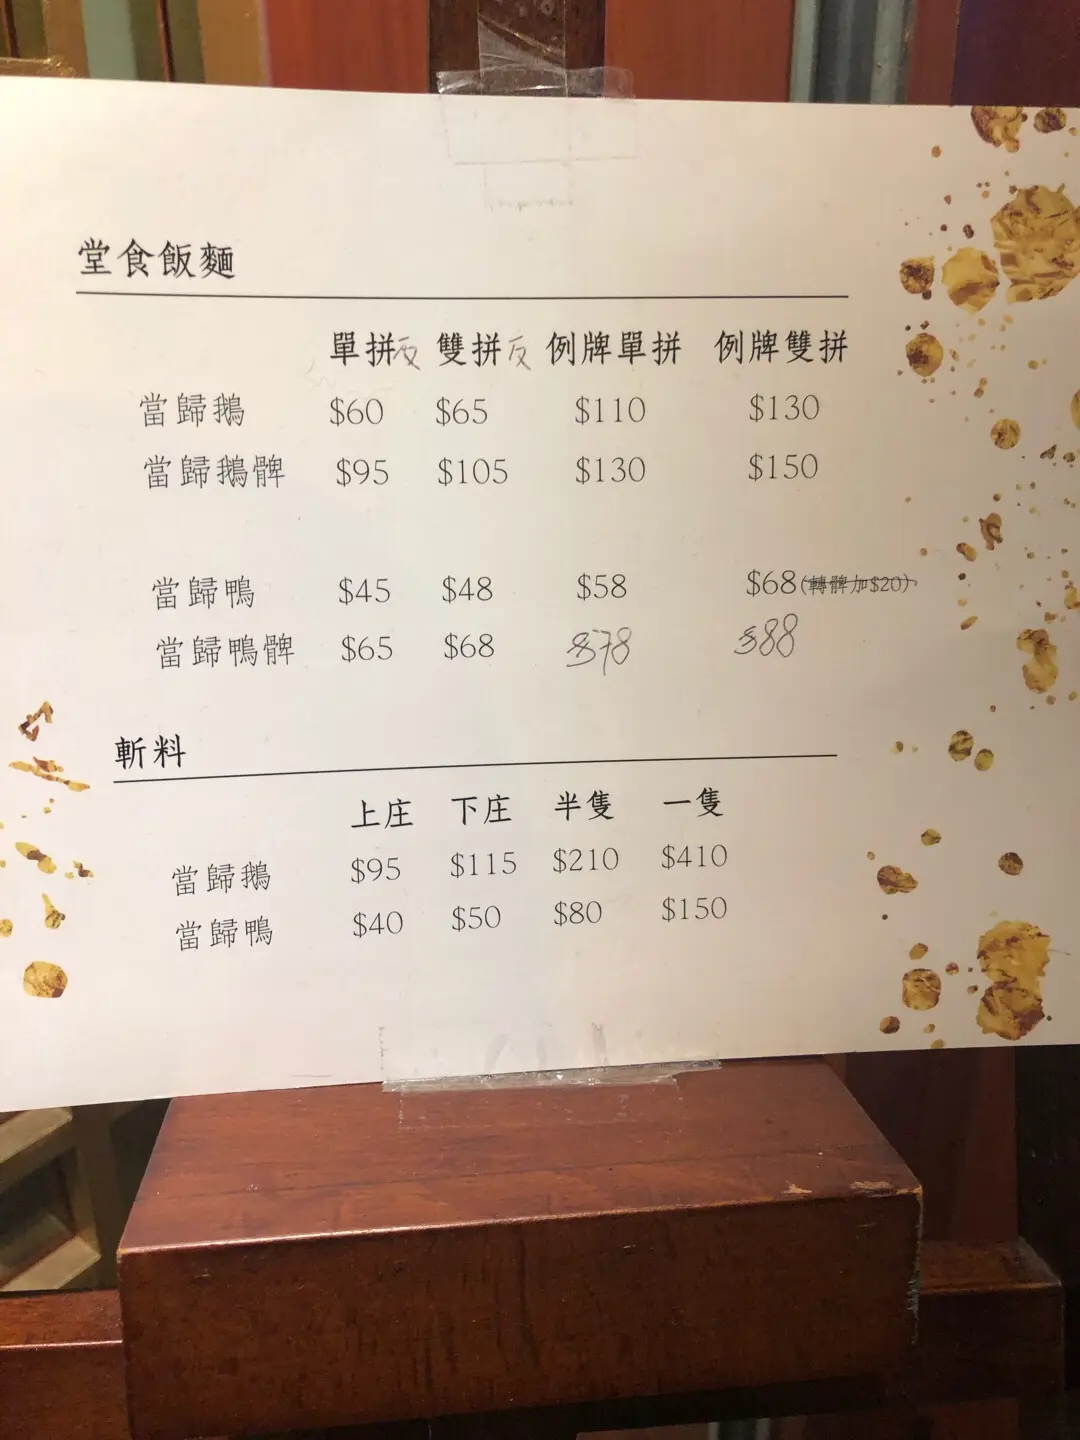 堂食飯麵
單拼 雙拼 例牌單拼 例牌雙拼
當歸鵝 $60 $65 $110 $130
當歸鵝髀 $95 $105 $130 $150
當歸鴨 $45 $48 $58 $68(轉髀加$20)
當歸鴨髀 $65 $68 $78 $88
斬料
上庄 下庄 半隻 一隻
當歸鵝 $95 $115 $210 $410
當歸鴨 $40 $50 $80 $150